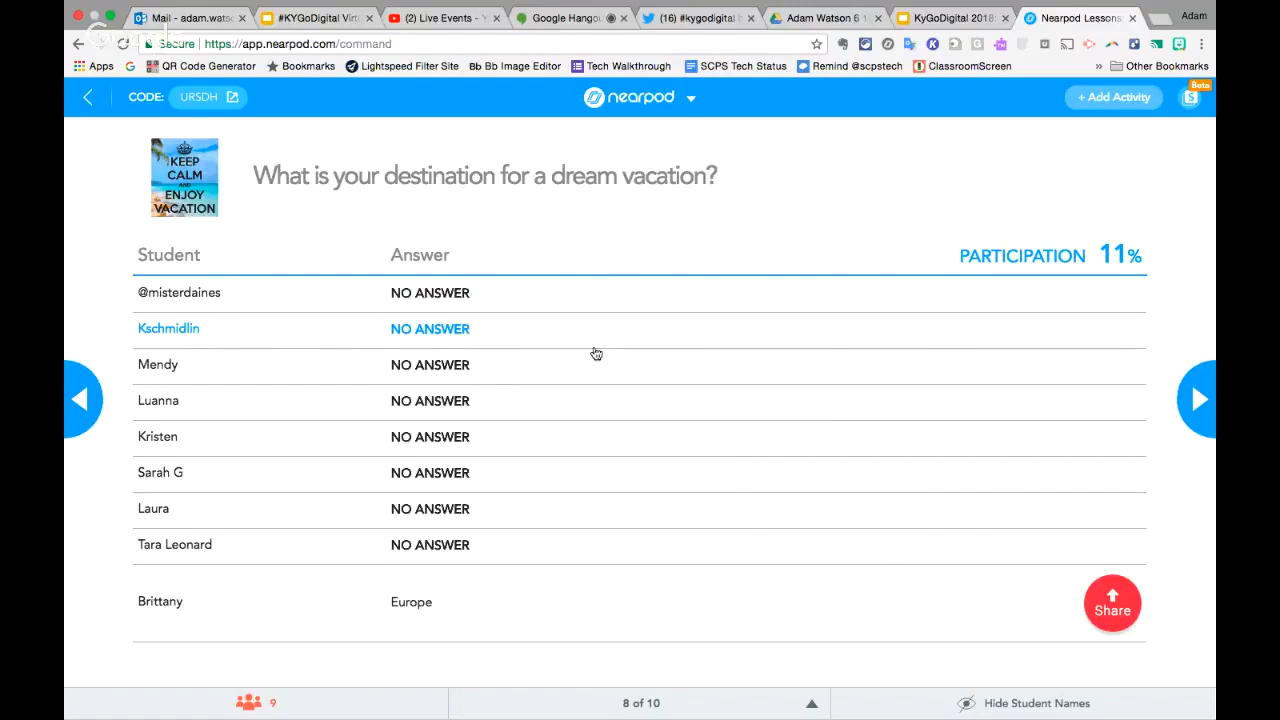 Mail - adam.watso
#KYGoDigital Virt
(2) Live Events - Y
Google Hangou
(16) #kygodigital h
Adam Watson 6 1
KyGoDigital 2018:
Nearpod Lessons:
Adam
Secure
https://app.nearpod.com/command
Apps
G
QR Code Generator
Bookmarks
Lightspeed Filter Site
Bb Bb Image Editor
Tech Walkthrough
SCPS Tech Status
Remind @scpstech
ClassroomScreen
»
Other Bookmarks
CODE: URSDH
nearpod
+ Add Activity
Beta
S
KEEP
CALM
AND
ENJOY
VACATION
What is your destination for a dream vacation?
Student Answer PARTICIPATION 11%
@misterdaines NO ANSWER
Kschmidlin NO ANSWER
Mendy NO ANSWER
Luanna NO ANSWER
Kristen NO ANSWER
Sarah G NO ANSWER
Laura NO ANSWER
Tara Leonard NO ANSWER
Brittany Europe
Share
9
8 of 10
Hide Student Names